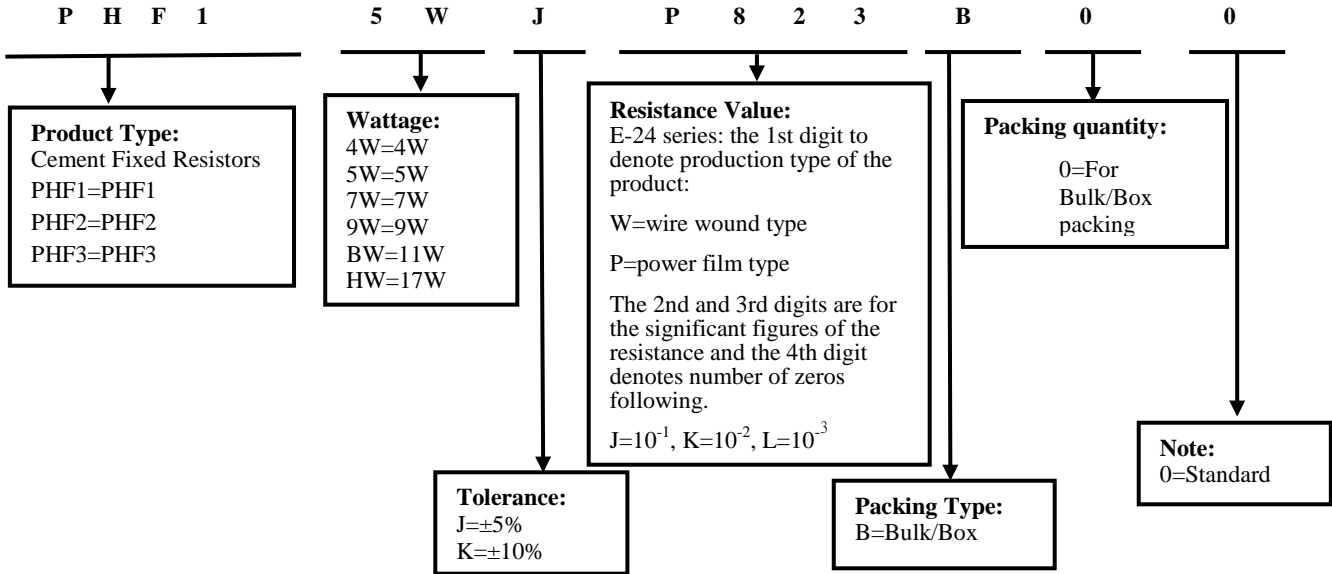 P H F 1 5 W J P 8 2 3 B 0 0
Product Type:
Cement Fixed Resistors
PHF1=PHF1
PHF2=PHF2
PHF3=PHF3
Wattage:
4W=4W
5W=5W
7W=7W
9W=9W
BW=11W
HW=17W
Tolerance:
J=±5%
K=±10%
Resistance Value:
E-24 series: the 1st digit to
denote production type of the
product:
W=wire wound type
P=power film type
The 2nd and 3rd digits are for
the significant figures of the
resistance and the 4th digit
denotes number of zeros
following.
J=10⁻¹, K=10⁻², L=10⁻³
Packing Type:
B=Bulk/Box
Packing quantity:
0=For
Bulk/Box
packing
Note:
0=Standard